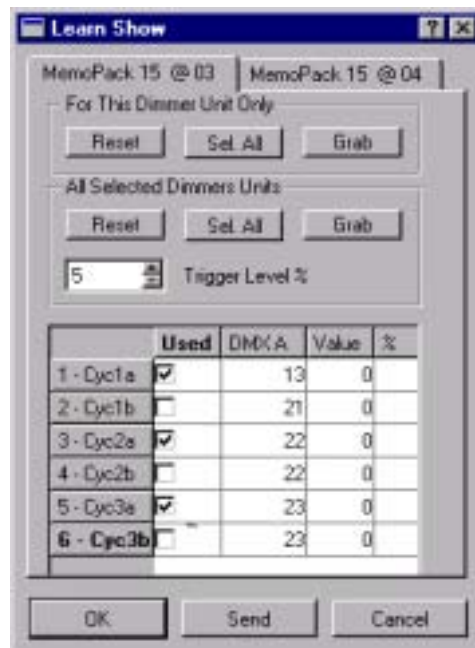 Learn Show
MemoPack 15 @ 03 MemoPack 15 @ 04
For This Dimmer Unit Only
Reset Sel. All Grab
All Selected Dimmers Units
Reset Sel. All Grab
5 Trigger Level %
Used DMX A Value %
1 - Cyc1a 13 0
2 - Cyc1b 21 0
3 - Cyc2a 22 0
4 - Cyc2b 22 0
5 - Cyc3a 23 0
6 - Cyc3b 23 0
OK Send Cancel